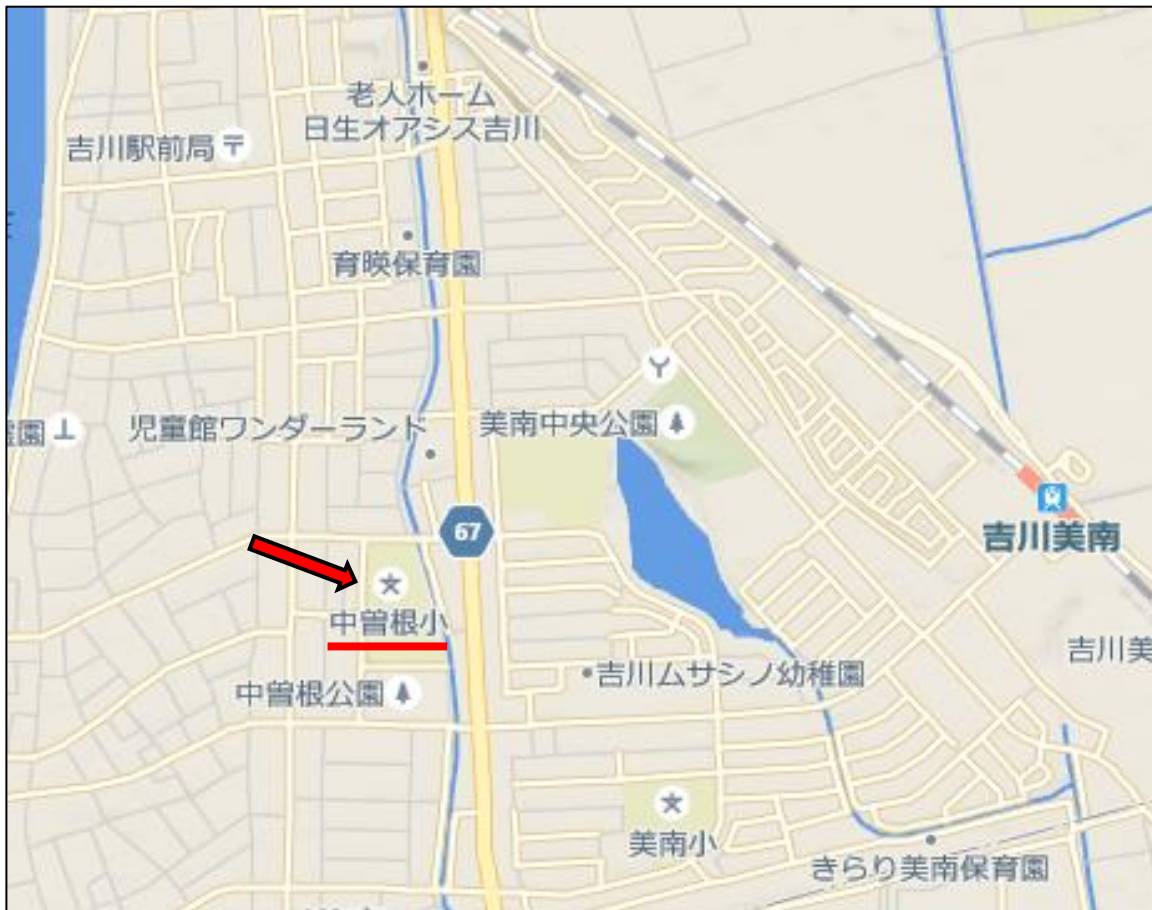 老人ホーム
日生オアシス吉川
吉川駅前局
育暎保育園
児童館ワンダーランド
美南中央公園
霊園
67
吉川美南
中曽根小
中曽根公園
吉川ムサシノ幼稚園
吉川美
美南小
きらり美南保育園